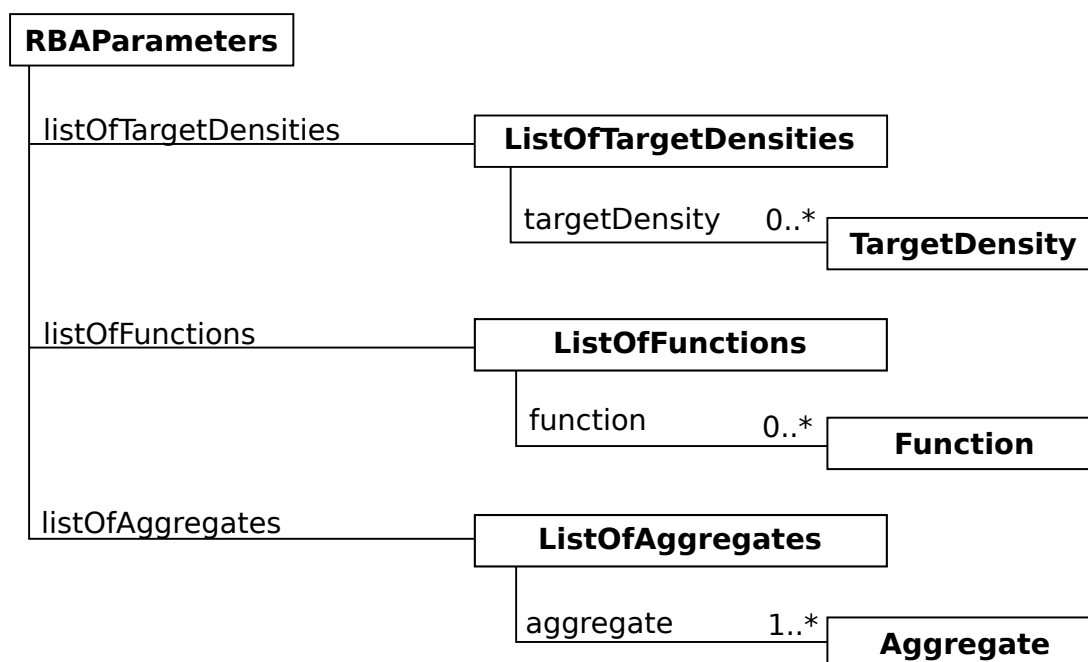 RBAParameters
listOfTargetDensities
ListOfTargetDensities
targetDensity 0..*
TargetDensity
listOfFunctions
ListOfFunctions
function 0..*
Function
listOfAggregates
ListOfAggregates
aggregate 1..*
Aggregate